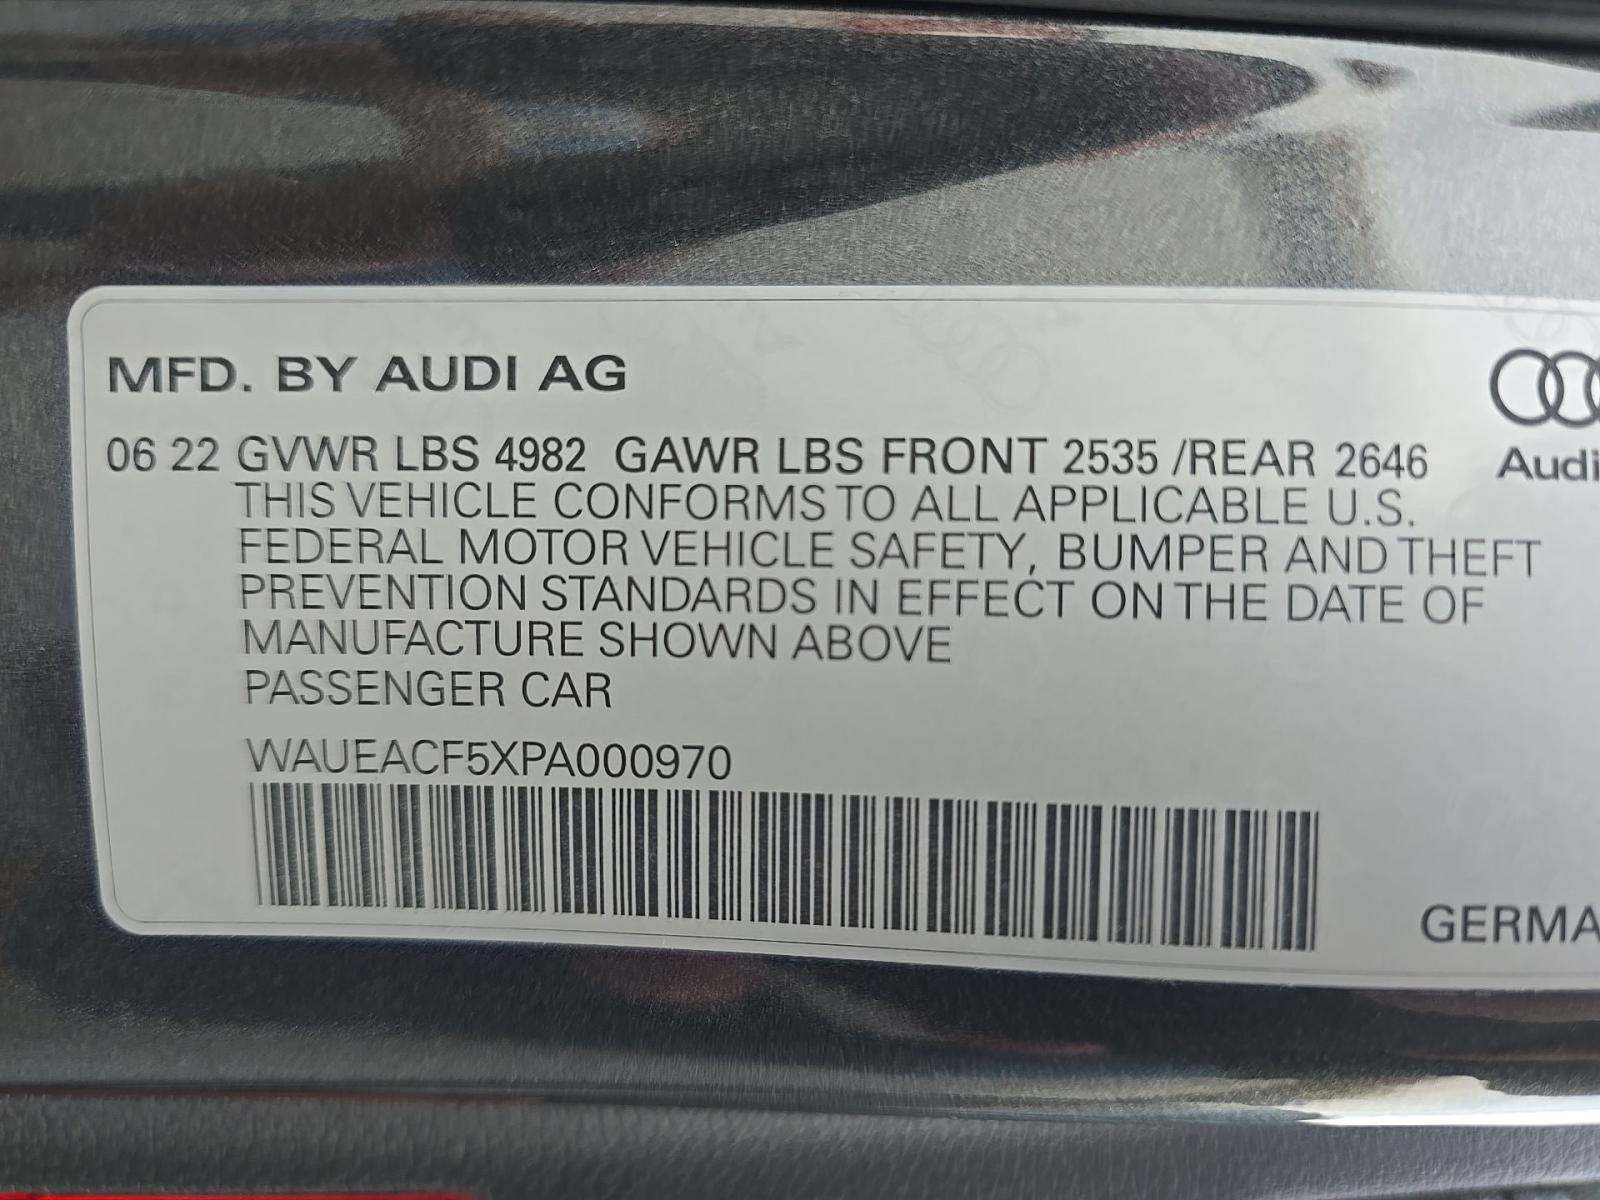 MFD. BY AUDI AG
06 22 GVWR LBS 4982 GAWR LBS FRONT 2535 /REAR 2646
Audi
THIS VEHICLE CONFORMS TO ALL APPLICABLE U.S.
FEDERAL MOTOR VEHICLE SAFETY, BUMPER AND THEFT
PREVENTION STANDARDS IN EFFECT ON THE DATE OF
MANUFACTURE SHOWN ABOVE
PASSENGER CAR
WAUEACF5XPA000970
GERMA